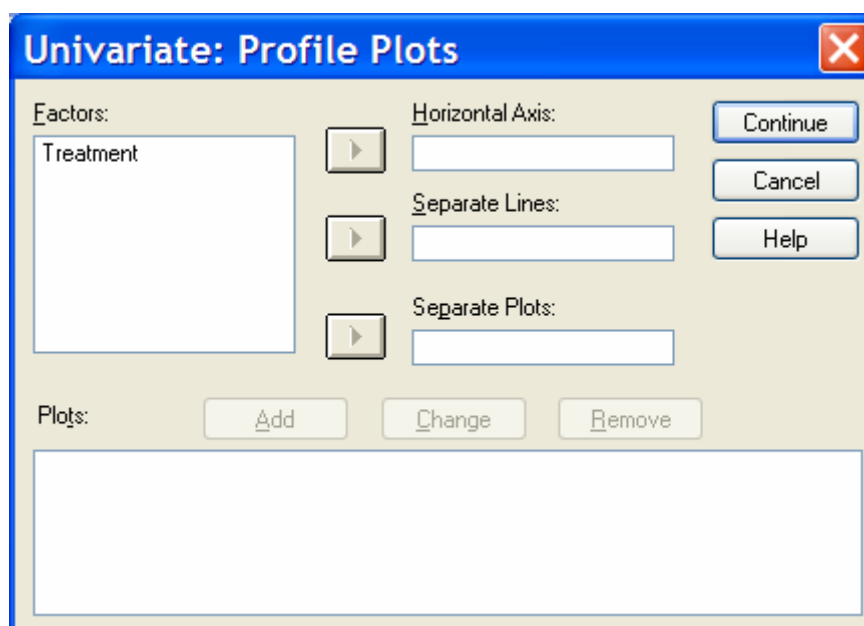 Univariate: Profile Plots
Factors:
Treatment
Horizontal Axis:
Separate Lines:
Separate Plots:
Continue
Cancel
Help
Plots:
Add
Change
Remove